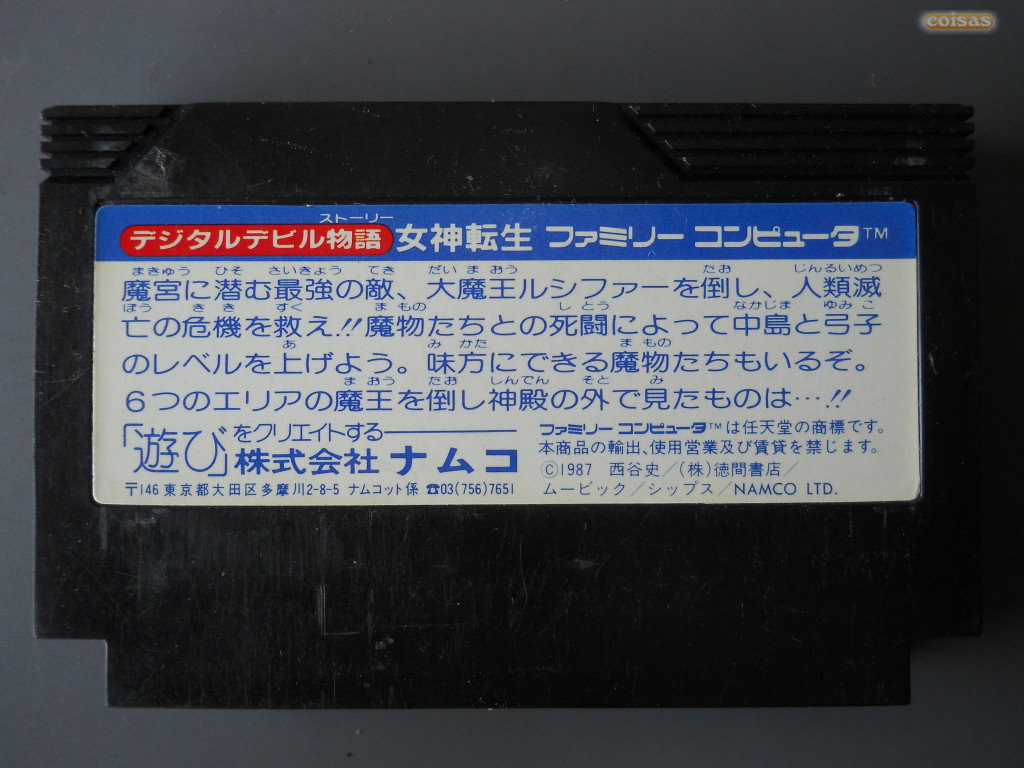 coisas
ストーリー
デジタルデビル物語 女神転生 ファミリー コンピュータ™
まきゅう ひそ さいきょう てき だいまおう たお じんるいめつ
魔宮に潜む最強の敵、大魔王ルシファーを倒し、人類滅
ぼう きき すく まもの しとう なかじま ゆみこ
亡の危機を救え!!魔物たちとの死闘によって中島と弓子
あ みかた まもの
のレベルを上げよう。味方にできる魔物たちもいるぞ。
まおう たお しんでん そと み
6つのエリアの魔王を倒し神殿の外で見たものは…!!
「遊び」をクリエイトする
株式会社 ナムコ
〒146 東京都大田区多摩川2-8-5 ナムコット係 ☎03(756)7651
ファミリー コンピュータ™は任天堂の商標です。
本商品の輸出、使用営業及び賃貸を禁じます。
©1987 西谷史/(株)徳間書店/
ムービック/シップス/NAMCO LTD.